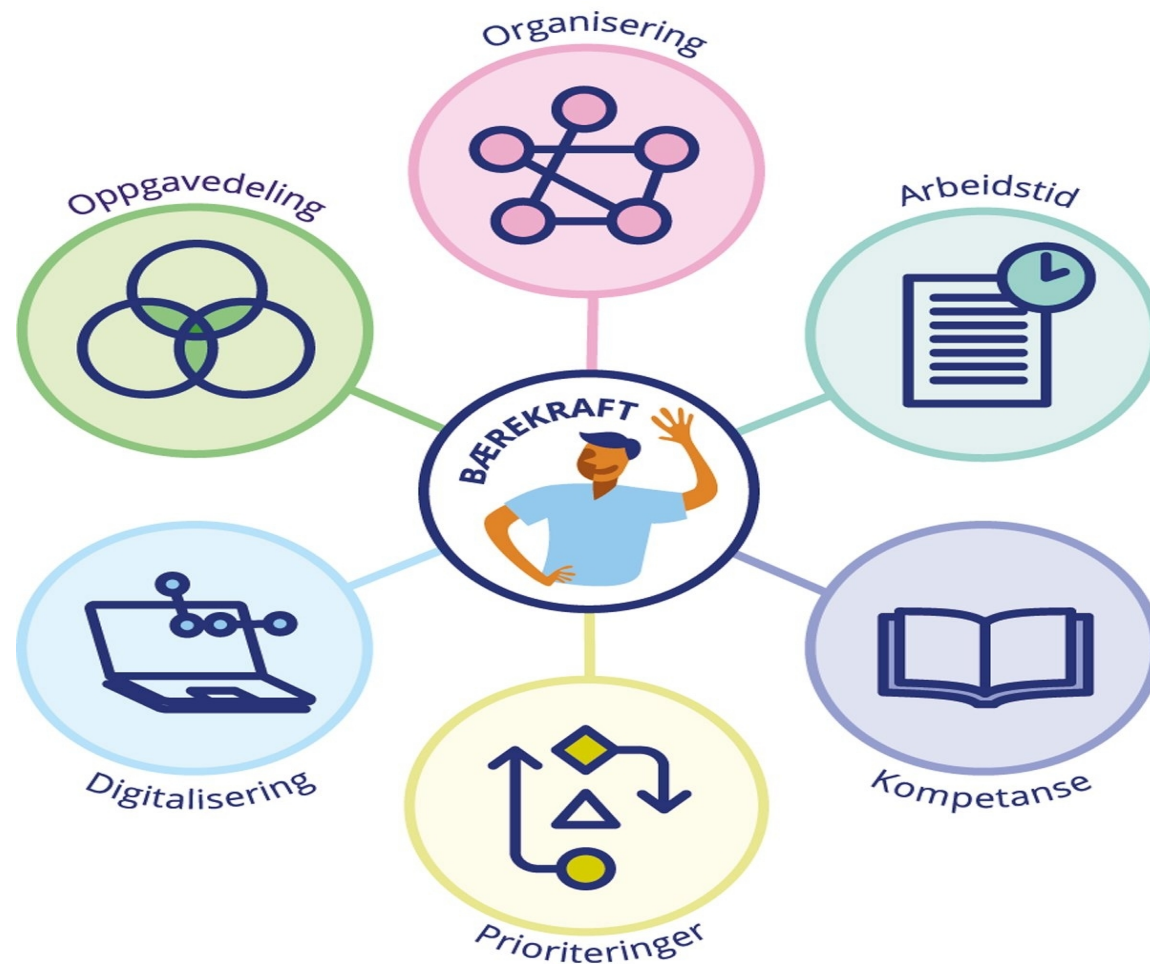 Organisering
Oppgavedeling
Arbeidstid
BÆREKRAFT
Digitalisering
Kompetanse
Prioriteringer